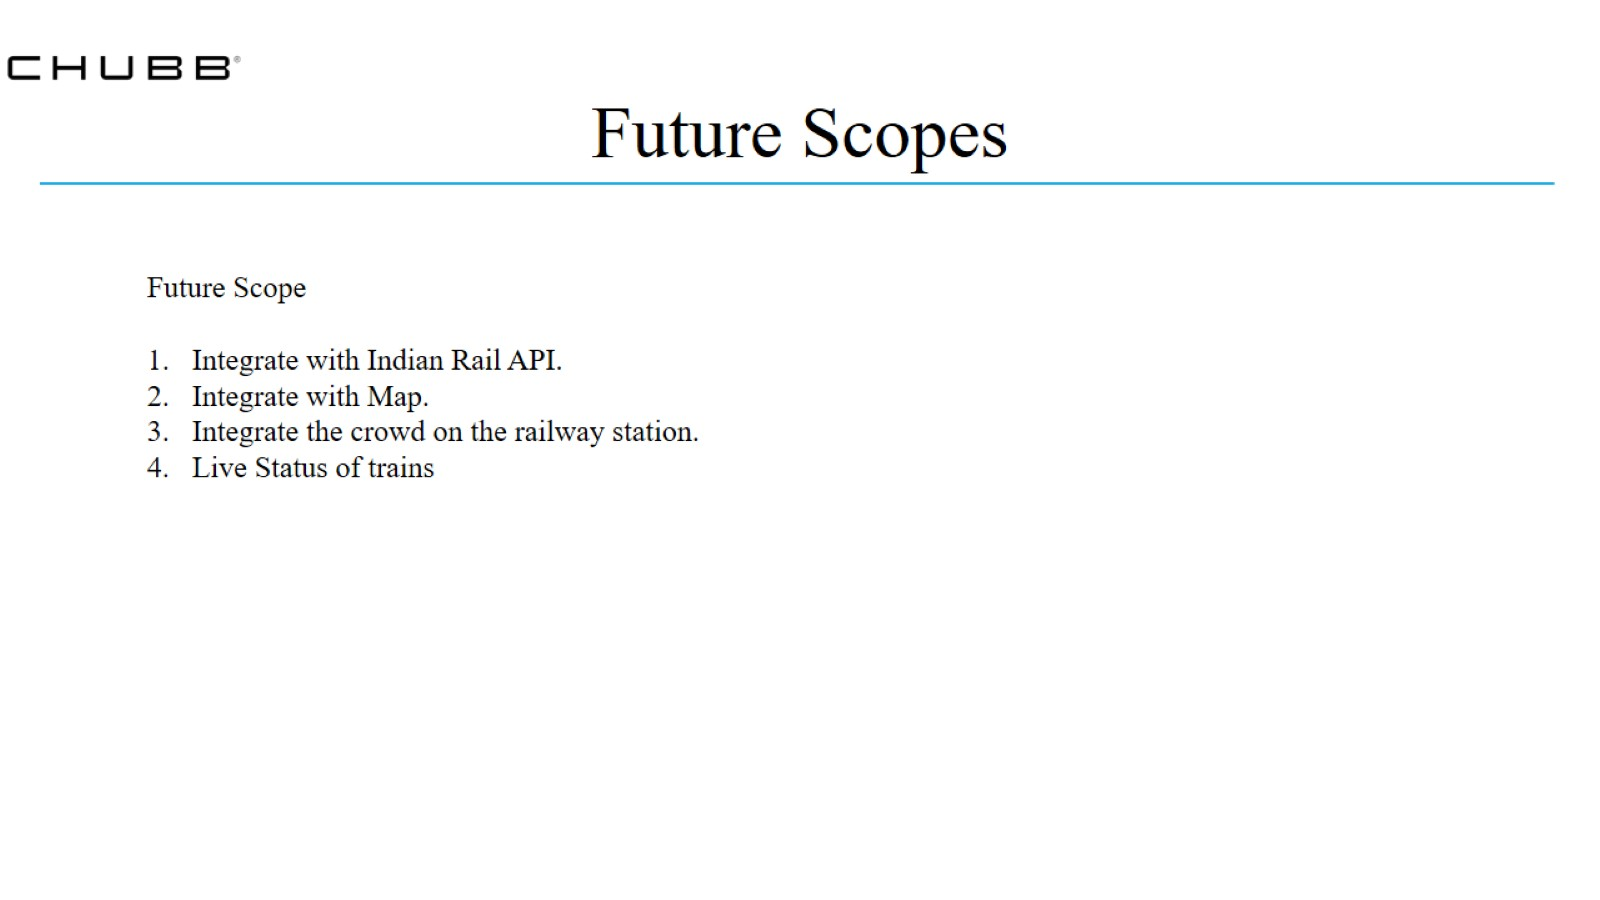 CHUBB®
Future Scopes
Future Scope
1. Integrate with Indian Rail API.
2. Integrate with Map.
3. Integrate the crowd on the railway station.
4. Live Status of trains